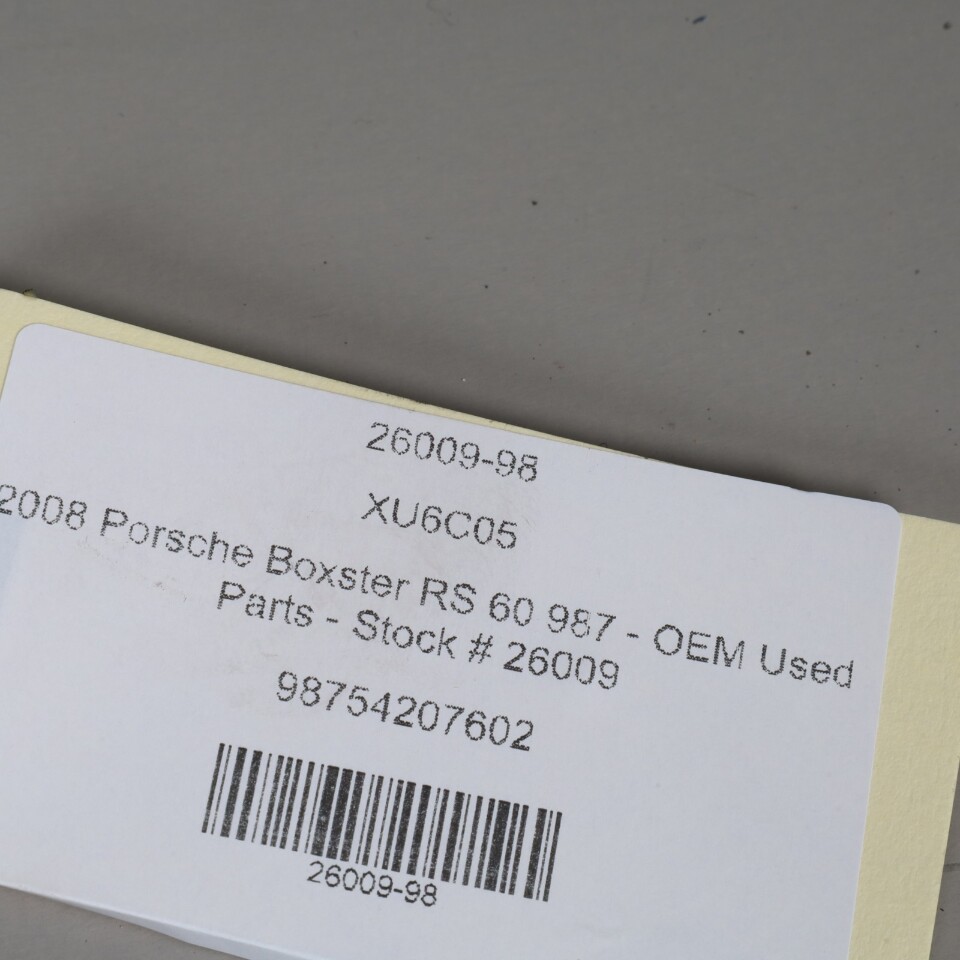 26009-98
XU6C05
2008 Porsche Boxster RS 60 987 - OEM Used
Parts - Stock # 26009
98754207602
26009-98